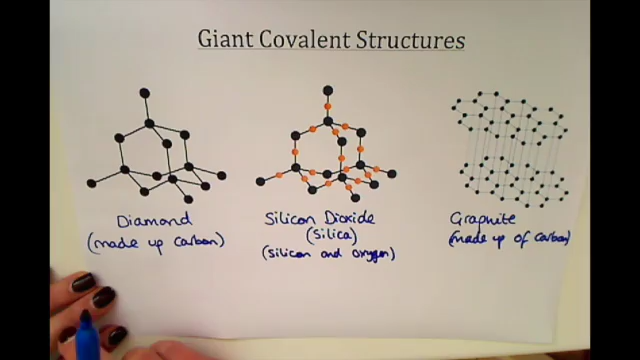 Giant Covalent Structures
Diamond
(made up carbon)
Silicon Dioxide
(silica)
(silicon and oxygen)
Graphite
(made up of carbon)